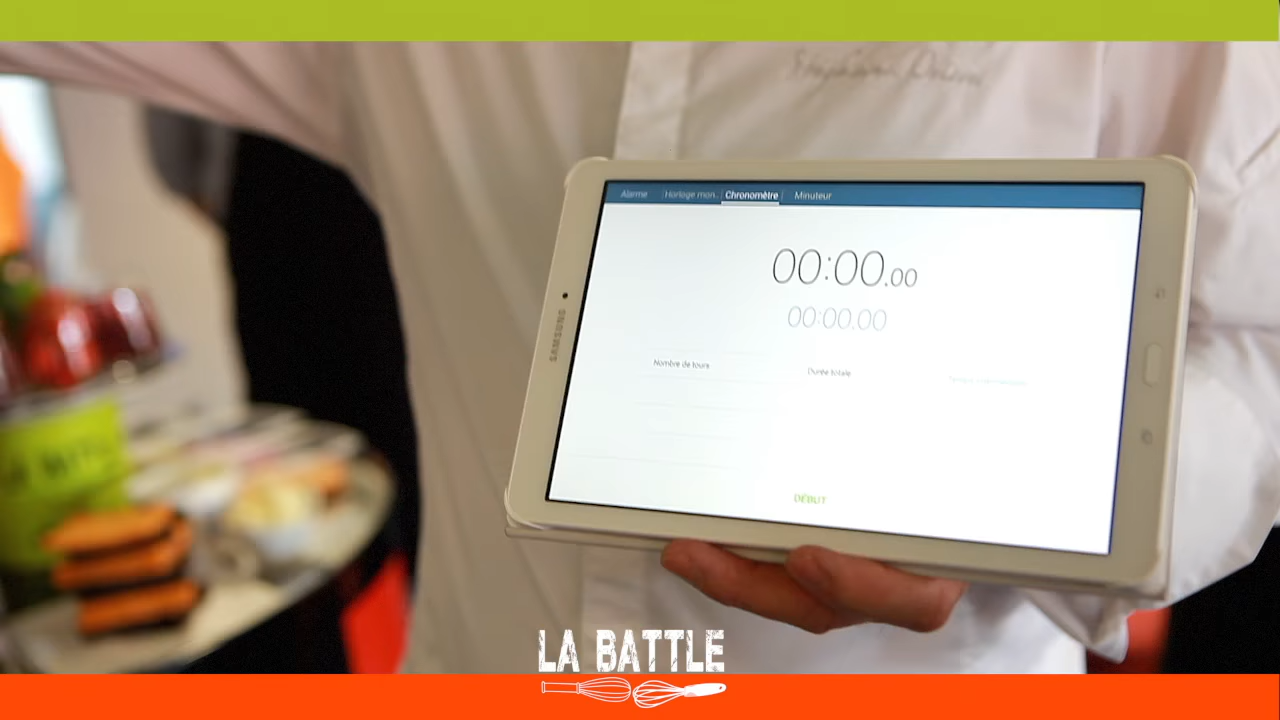 Alarme Horloge mon. Chronomètre Minuteur
00:00.00
00:00.00
Nombre de tours Durée totale
DÉBUT
SAMSUNG
LA BATTLE